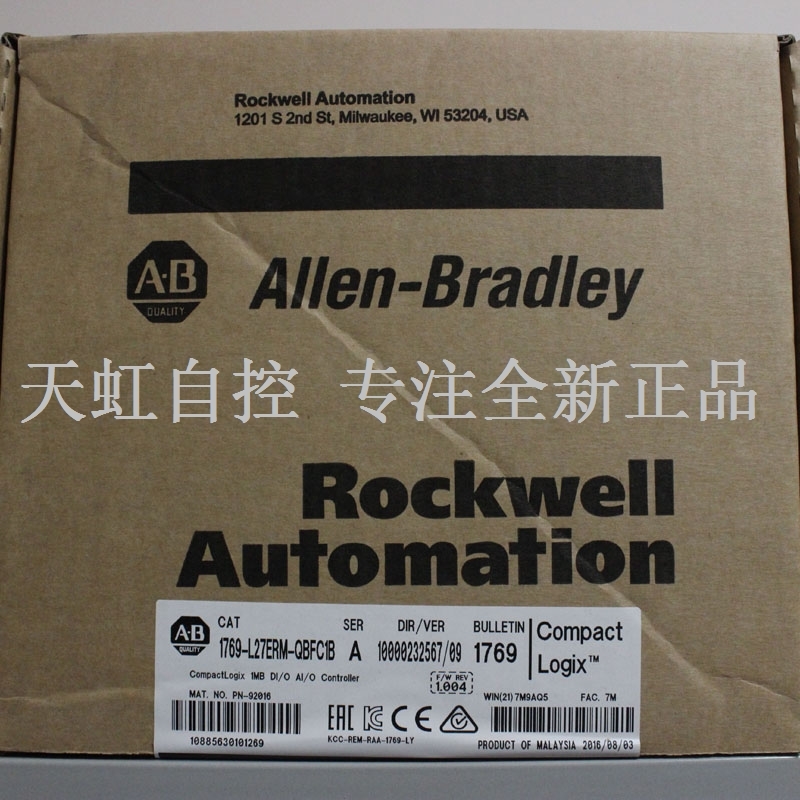 Rockwell Automation
1201 S 2nd St, Milwaukee, WI 53204, USA
A·B
QUALITY
Allen-Bradley
天虹自控 专注全新正品
Rockwell
Automation
A·B
QUALITY
CAT SER DIR/VER BULLETIN
1769-L27ERM-QBFC1B A 10000232567/09 1769
Compact
Logix™
CompactLogix 1MB DI/O AI/O Controller
F/W REV
1.004
MAT. NO. PN-92016
WIN(21)7M9AQ5 FAC. 7M
EAC CE
10885630101269
KCC-REM-RAA-1769-LY
PRODUCT OF MALAYSIA 2016/08/03